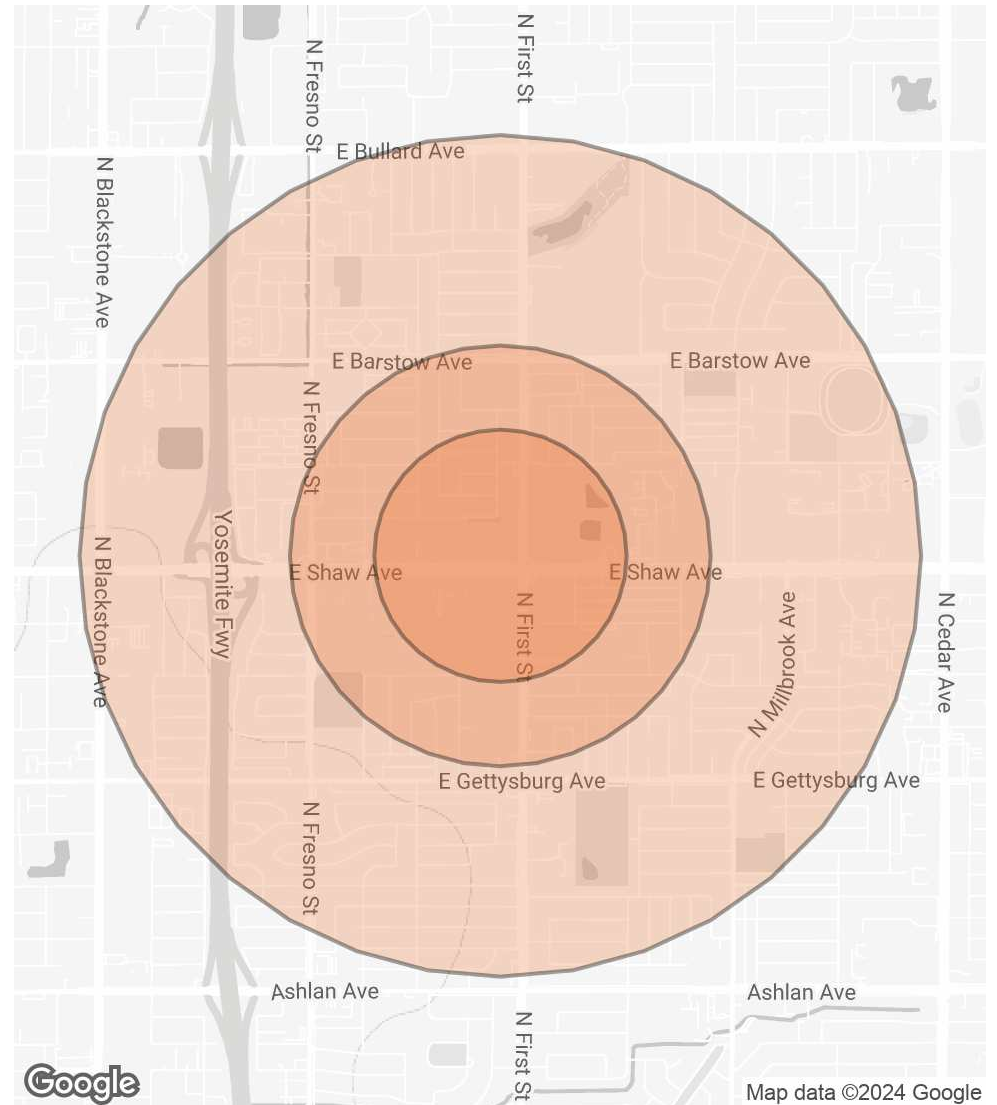 N First St
N Fresno St
E Bullard Ave
N Blackstone Ave
E Barstow Ave
E Barstow Ave
N Fresno St
Yosemite Fwy
N Blackstone Ave
E Shaw Ave
E Shaw Ave
N First St
N Millbrook Ave
N Cedar Ave
E Gettysburg Ave
E Gettysburg Ave
N Fresno St
Ashlan Ave
Ashlan Ave
N First St
Google
Map data ©2024 Google